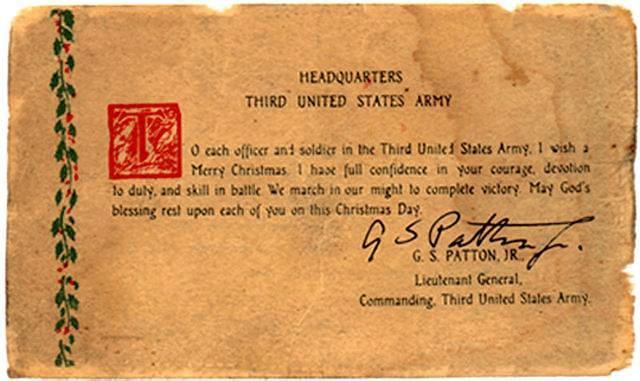 HEADQUARTERS
THIRD UNITED STATES ARMY
TO each officer and soldier in the Third United States Army, I wish a
Merry Christmas. I have full confidence in your courage, devotion
to duty, and skill in battle. We march in our might to complete victory. May God's
blessing rest upon each of you on this Christmas Day.
G S Patton Jr.
G. S. PATTON, JR.
Lieutenant General,
Commanding, Third United States Army.